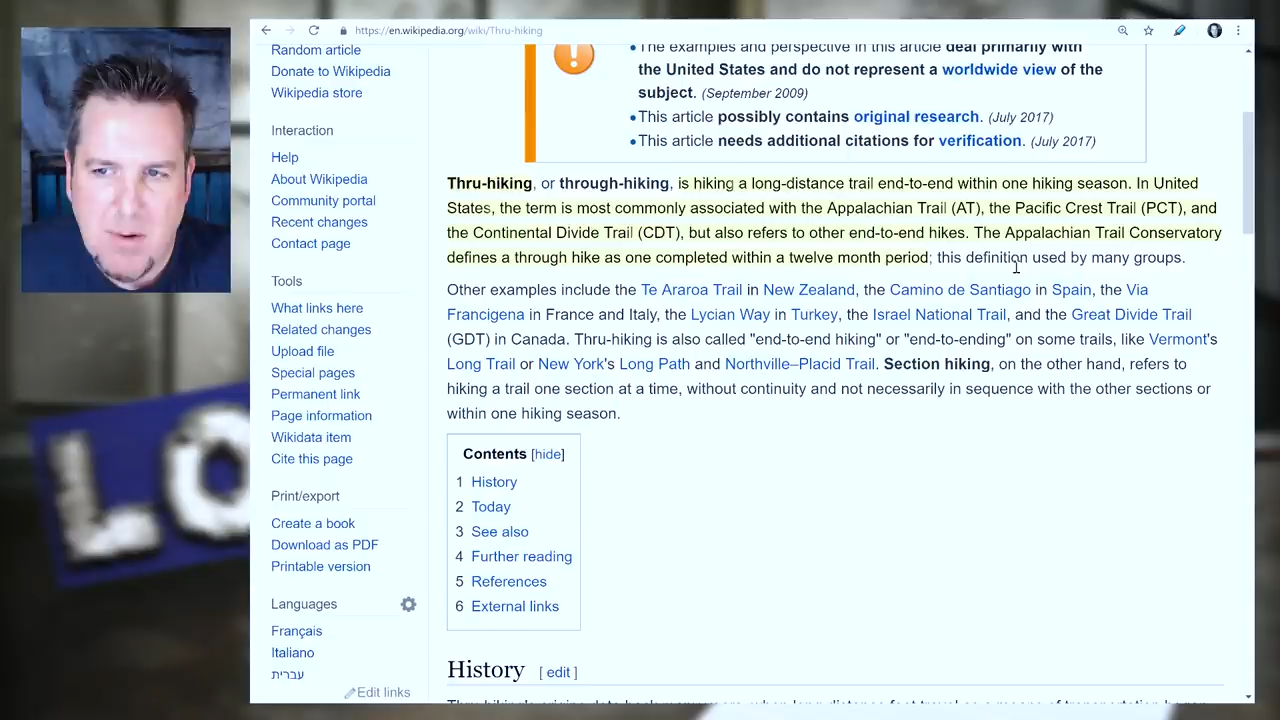 https://en.wikipedia.org/wiki/Thru-hiking
Random article
Donate to Wikipedia
Wikipedia store
Interaction
Help
About Wikipedia
Community portal
Recent changes
Contact page
Tools
What links here
Related changes
Upload file
Special pages
Permanent link
Page information
Wikidata item
Cite this page
Print/export
Create a book
Download as PDF
Printable version
Languages
Français
Italiano
עברית
Edit links
• The examples and perspective in this article deal primarily with
the United States and do not represent a worldwide view of the
subject. (September 2009)
• This article possibly contains original research. (July 2017)
• This article needs additional citations for verification. (July 2017)
Thru-hiking, or through-hiking, is hiking a long-distance trail end-to-end within one hiking season. In United
States, the term is most commonly associated with the Appalachian Trail (AT), the Pacific Crest Trail (PCT), and
the Continental Divide Trail (CDT), but also refers to other end-to-end hikes. The Appalachian Trail Conservatory
defines a through hike as one completed within a twelve month period; this definition used by many groups.
Other examples include the Te Araroa Trail in New Zealand, the Camino de Santiago in Spain, the Via
Francigena in France and Italy, the Lycian Way in Turkey, the Israel National Trail, and the Great Divide Trail
(GDT) in Canada. Thru-hiking is also called "end-to-end hiking" or "end-to-ending" on some trails, like Vermont's
Long Trail or New York's Long Path and Northville–Placid Trail. Section hiking, on the other hand, refers to
hiking a trail one section at a time, without continuity and not necessarily in sequence with the other sections or
within one hiking season.
Contents [hide]
1 History
2 Today
3 See also
4 Further reading
5 References
6 External links
History [ edit ]
LO